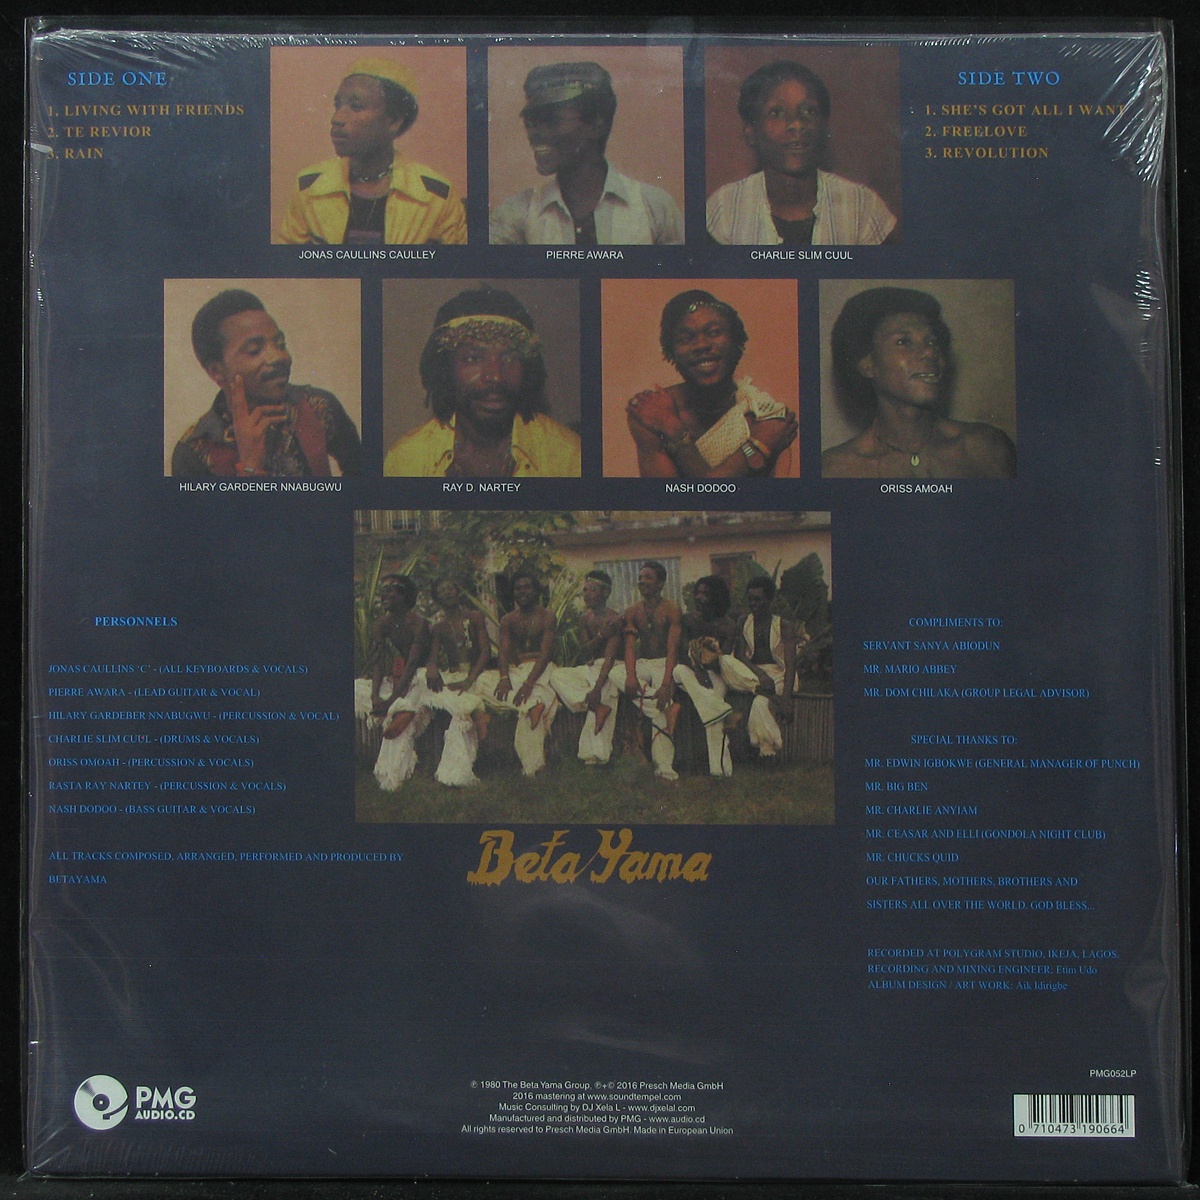 SIDE ONE
1. LIVING WITH FRIENDS
2. TE REVIOR
3. RAIN
SIDE TWO
1. SHE'S GOT ALL I WANT
2. FREELOVE
3. REVOLUTION
JONAS CAULLINS CAULLEY
PIERRE AWARA
CHARLIE SLIM CUUL
HILARY GARDENER NNABUGWU
RAY D. NARTEY
NASH DODOO
ORISS AMOAH
PERSONNELS
JONAS CAULLINS 'C' - (ALL KEYBOARDS & VOCALS)
PIERRE AWARA - (LEAD GUITAR & VOCAL)
HILARY GARDEBER NNABUGWU - (PERCUSSION & VOCAL)
CHARLIE SLIM CUUL - (DRUMS & VOCALS)
ORISS OMOAH - (PERCUSSION & VOCALS)
RASTA RAY NARTEY - (PERCUSSION & VOCALS)
NASH DODOO - (BASS GUITAR & VOCALS)
ALL TRACKS COMPOSED, ARRANGED, PERFORMED AND PRODUCED BY
BETAYAMA
Beta Yama
COMPLIMENTS TO:
SERVANT SANYA ABIODUN
MR. MARIO ABBEY
MR. DOM CHILAKA (GROUP LEGAL ADVISOR)
SPECIAL THANKS TO:
MR. EDWIN IGBOKWE (GENERAL MANAGER OF PUNCH)
MR. BIG BEN
MR. CHARLIE ANYIAM
MR. CEASAR AND ELLI (GONDOLA NIGHT CLUB)
MR. CHUCKS QUID
OUR FATHERS, MOTHERS, BROTHERS AND
SISTERS ALL OVER THE WORLD. GOD BLESS...
RECORDED AT POLYGRAM STUDIO, IKEJA, LAGOS.
RECORDING AND MIXING ENGINEER: Etim Udo
ALBUM DESIGN / ART WORK: Aik Idirigbe
PMG
AUDIO.CD
℗ 1980 The Beta Yama Group, ℗+© 2016 Presch Media GmbH
2016 mastering at www.soundtempel.com
Music Consulting by DJ Xela L - www.djxelal.com
Manufactured and distributed by PMG - www.audio.cd
All rights reserved to Presch Media GmbH. Made in European Union
PMG052LP
0 710473 190664